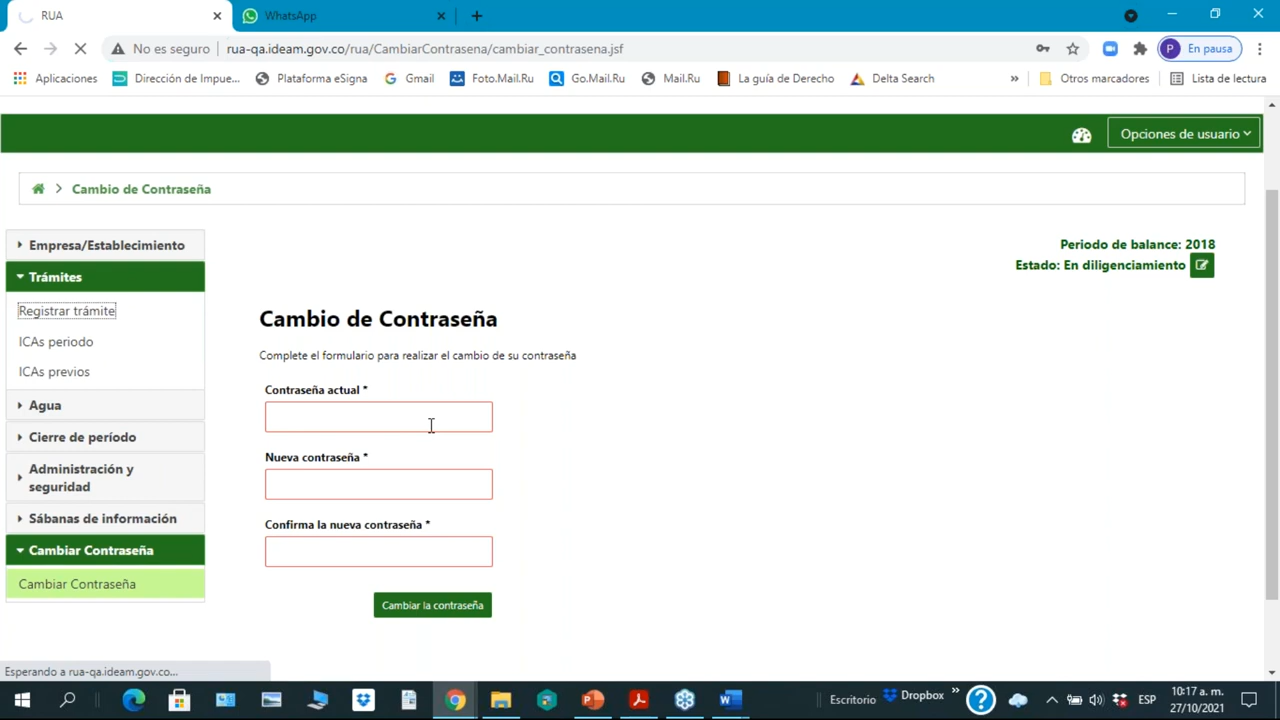 RUA
WhatsApp
No es seguro
rua-qa.ideam.gov.co/rua/CambiarContrasena/cambiar_contrasena.jsf
P En pausa
Aplicaciones
Dirección de Impue...
Plataforma eSigna
Gmail
Foto.Mail.Ru
Go.Mail.Ru
Mail.Ru
La guía de Derecho
Delta Search
»
Otros marcadores
Lista de lectura
Opciones de usuario
Cambio de Contraseña
Empresa/Establecimiento
Periodo de balance: 2018
Estado: En diligenciamiento
Trámites
Registrar trámite
ICAs periodo
ICAs previos
Agua
Cierre de período
Administración y
seguridad
Sábanas de información
Cambiar Contraseña
Cambiar Contraseña
Cambio de Contraseña
Complete el formulario para realizar el cambio de su contraseña
Contraseña actual *
Nueva contraseña *
Confirma la nueva contraseña *
Cambiar la contraseña
Esperando a rua-qa.ideam.gov.co...
Escritorio
Dropbox
»
ESP
10:17 a. m.
27/10/2021